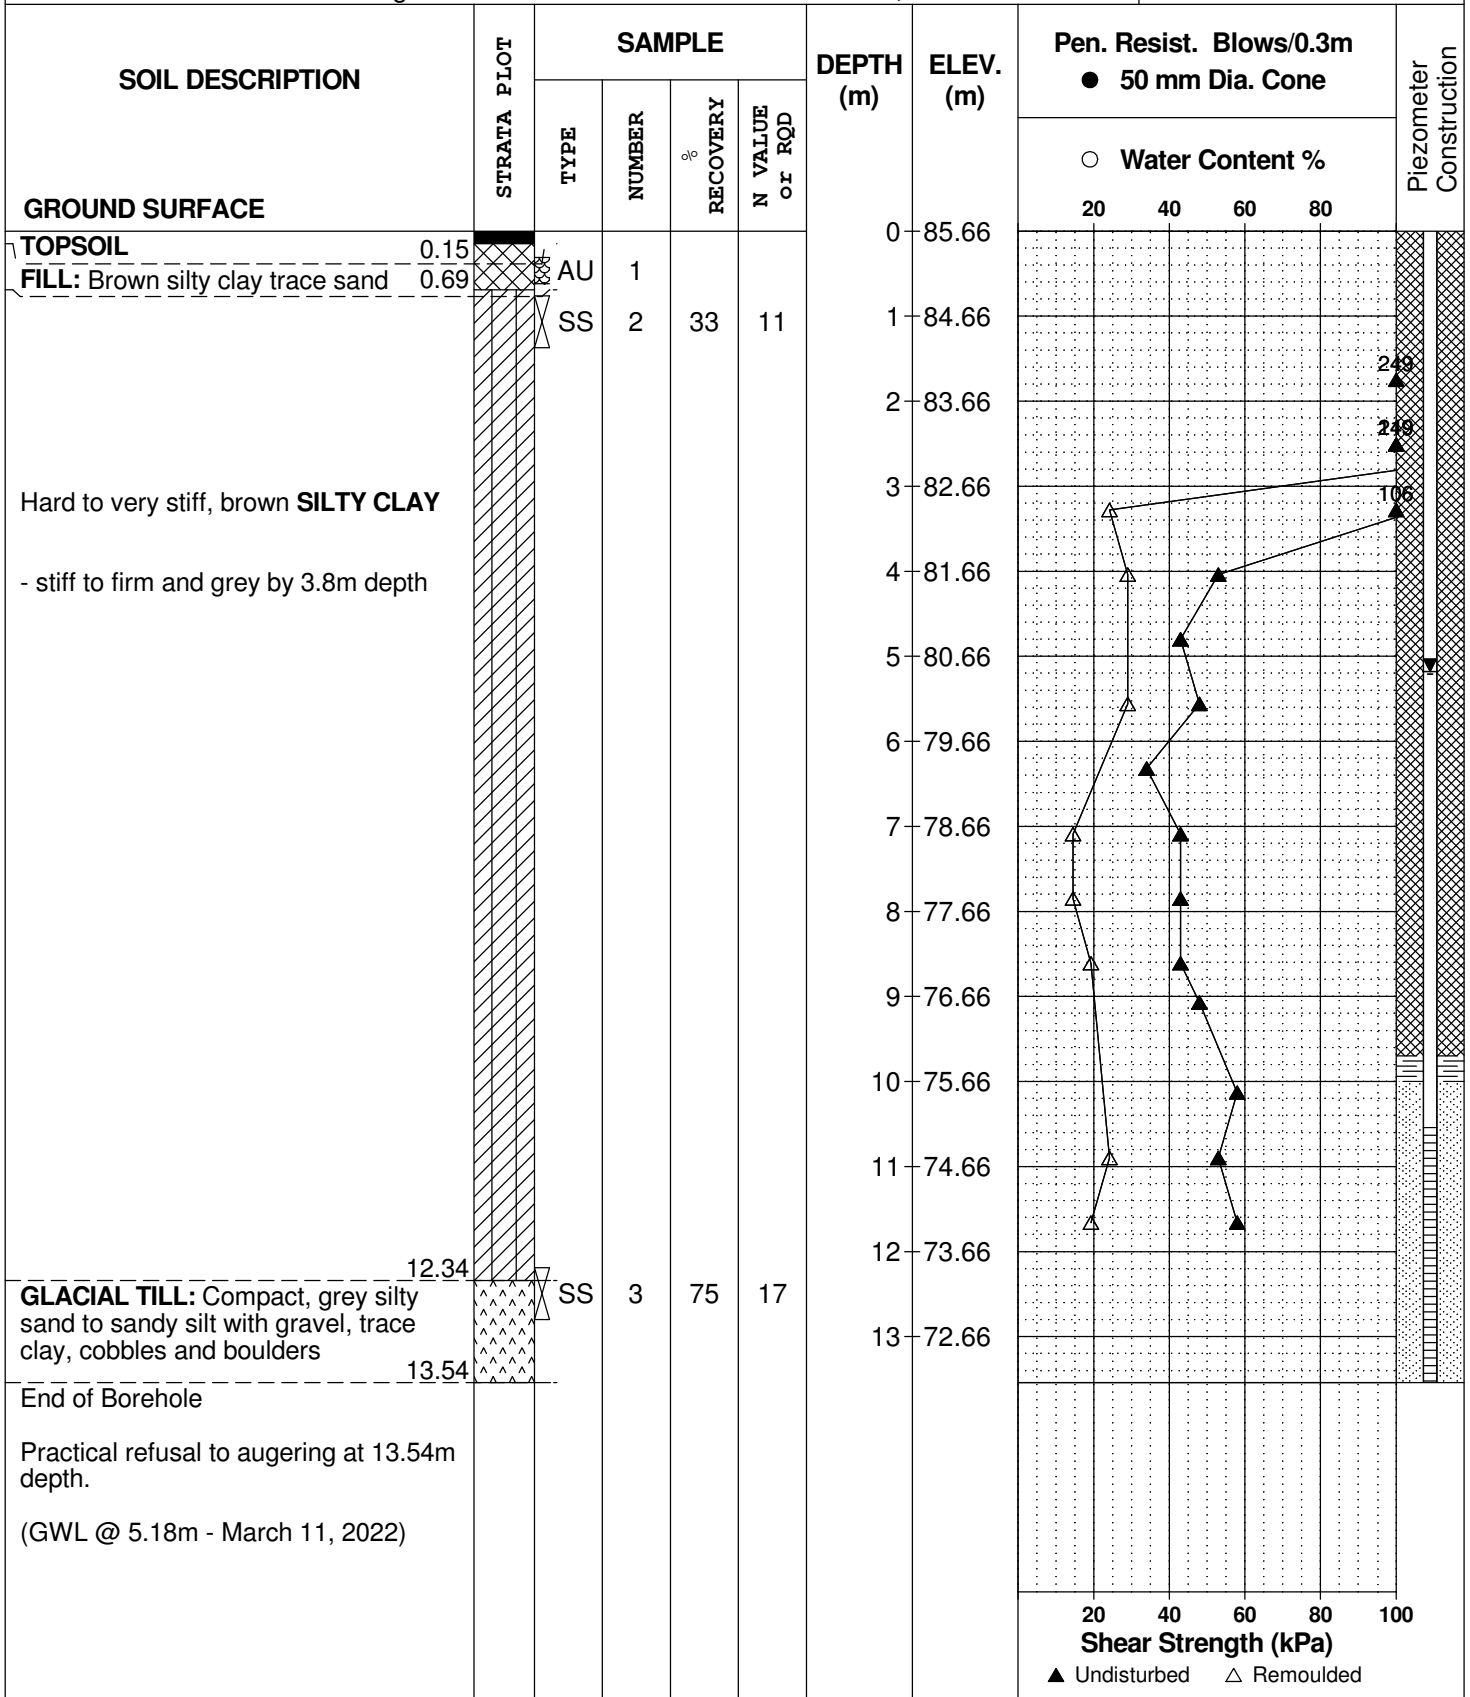 SOIL DESCRIPTION
GROUND SURFACE
STRATA PLOT
SAMPLE
TYPE
NUMBER
%
RECOVERY
N VALUE
or RQD
DEPTH
(m)
ELEV.
(m)
Pen. Resist. Blows/0.3m
● 50 mm Dia. Cone
○ Water Content %
20 40 60 80
Piezometer
Construction
TOPSOIL 0.15
FILL: Brown silty clay trace sand 0.69
AU 1
SS 2 33 11
Hard to very stiff, brown SILTY CLAY
- stiff to firm and grey by 3.8m depth
12.34
GLACIAL TILL: Compact, grey silty
sand to sandy silt with gravel, trace
clay, cobbles and boulders
13.54
SS 3 75 17
End of Borehole
Practical refusal to augering at 13.54m
depth.
(GWL @ 5.18m - March 11, 2022)
0 85.66
1 84.66
2 83.66
3 82.66
4 81.66
5 80.66
6 79.66
7 78.66
8 77.66
9 76.66
10 75.66
11 74.66
12 73.66
13 72.66
249
106
20 40 60 80 100
Shear Strength (kPa)
▲ Undisturbed △ Remoulded